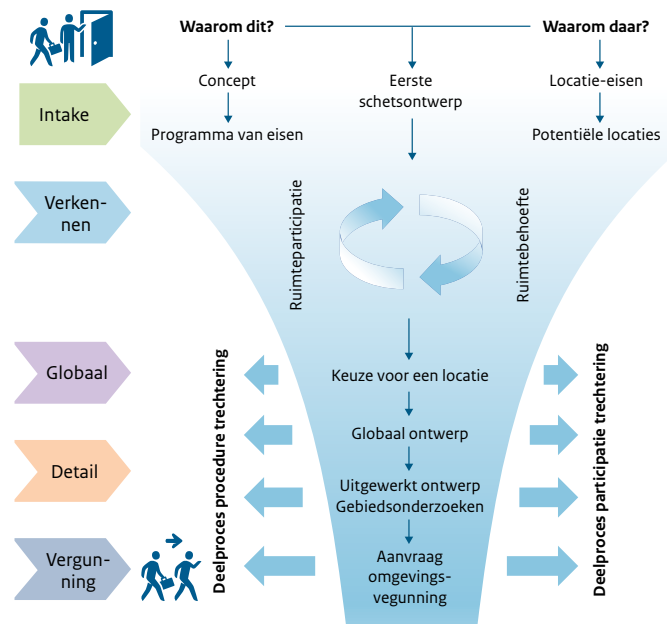 Waarom dit?
Waarom daar?
Concept
Eerste
schetsontwerp
Locatie-eisen
Intake
Programma van eisen
Potentiële locaties
Verken-
nen
Ruimteparticipatie
Ruimtebehoefte
Globaal
Deelproces procedure trechtering
Keuze voor een locatie
Deelproces participatie trechtering
Globaal ontwerp
Detail
Uitgewerkt ontwerp
Gebiedsonderzoeken
Vergun-
ning
Aanvraag
omgevings-
vegunning